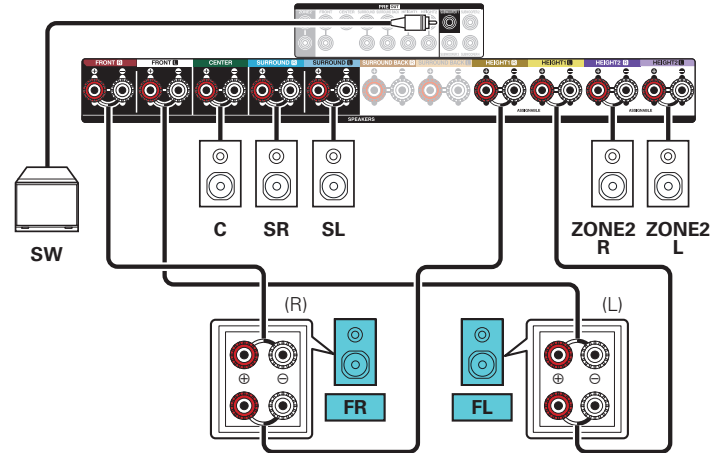 PRE OUT
FRONT R FRONT L CENTER SURROUND R SURROUND L SURROUND BACK R SURROUND BACK L HEIGHT1 R HEIGHT1 L HEIGHT2 R HEIGHT2 L
ASSIGNABLE ASSIGNABLE
SPEAKERS
SW
C SR SL
ZONE2 R
ZONE2 L
(R) (L)
⊕ ⊖ ⊕ ⊖
FR FL